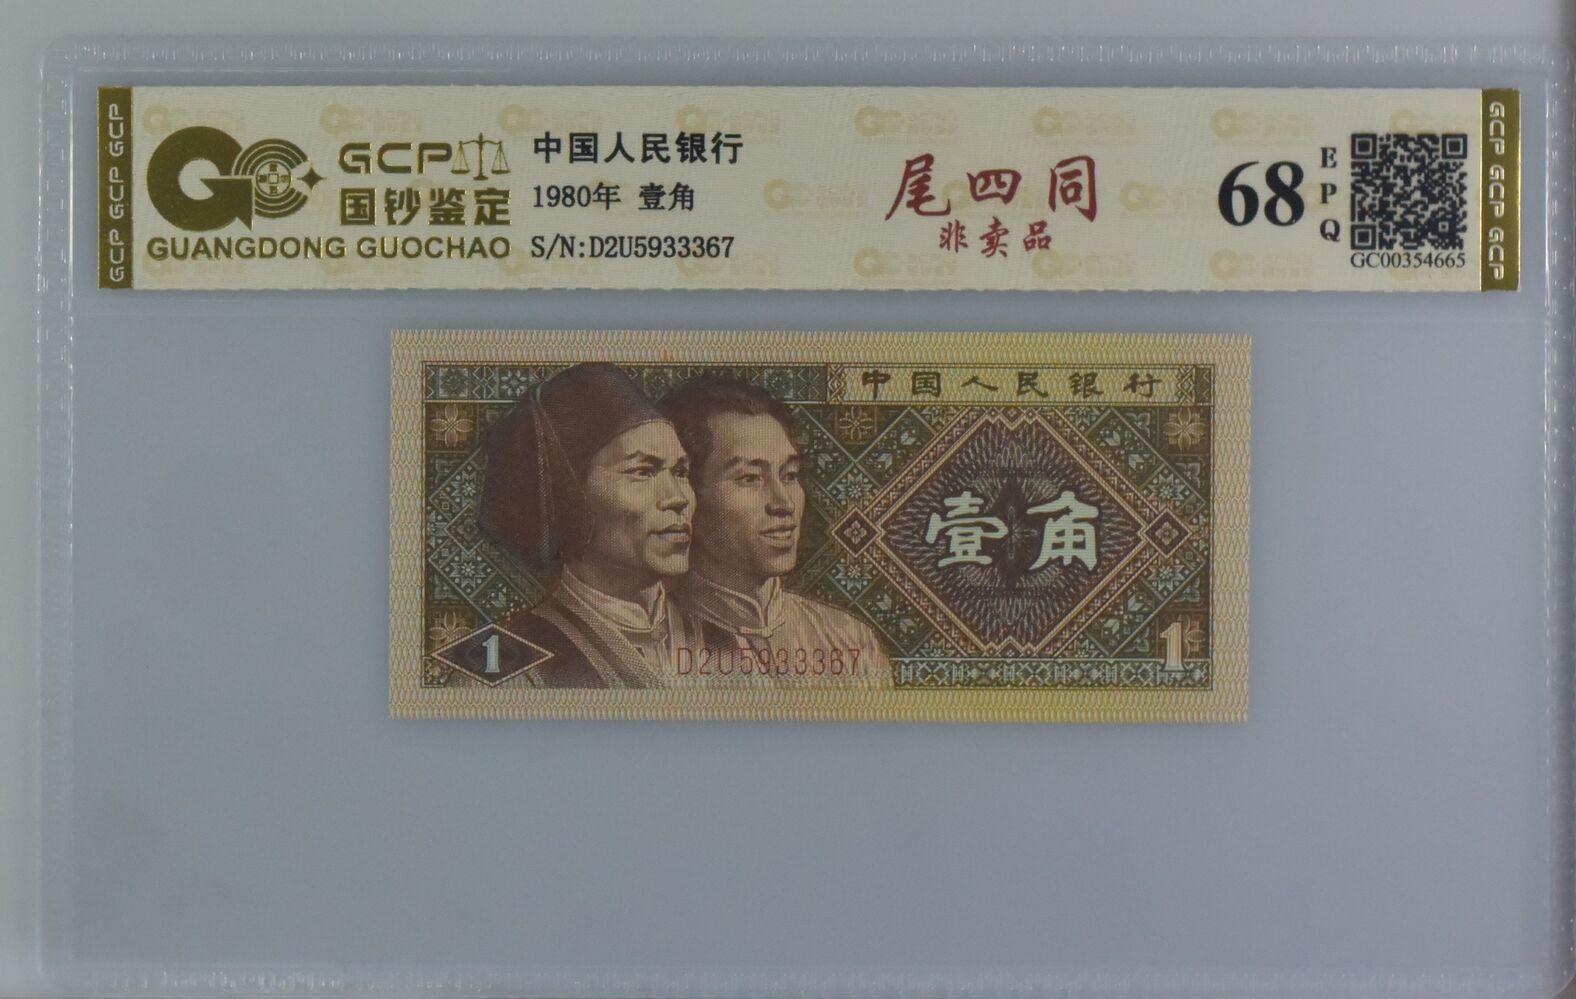 GCP
国钞鉴定
GUANGDONG GUOCHAO
中国人民银行
1980年 壹角
S/N:D2U5933367
尾四同
非卖品
68
EPQ
GC00354665
GCP GCP GCP
GCP GCP GCP
中国人民银行
壹角
1
1
D2U5933367